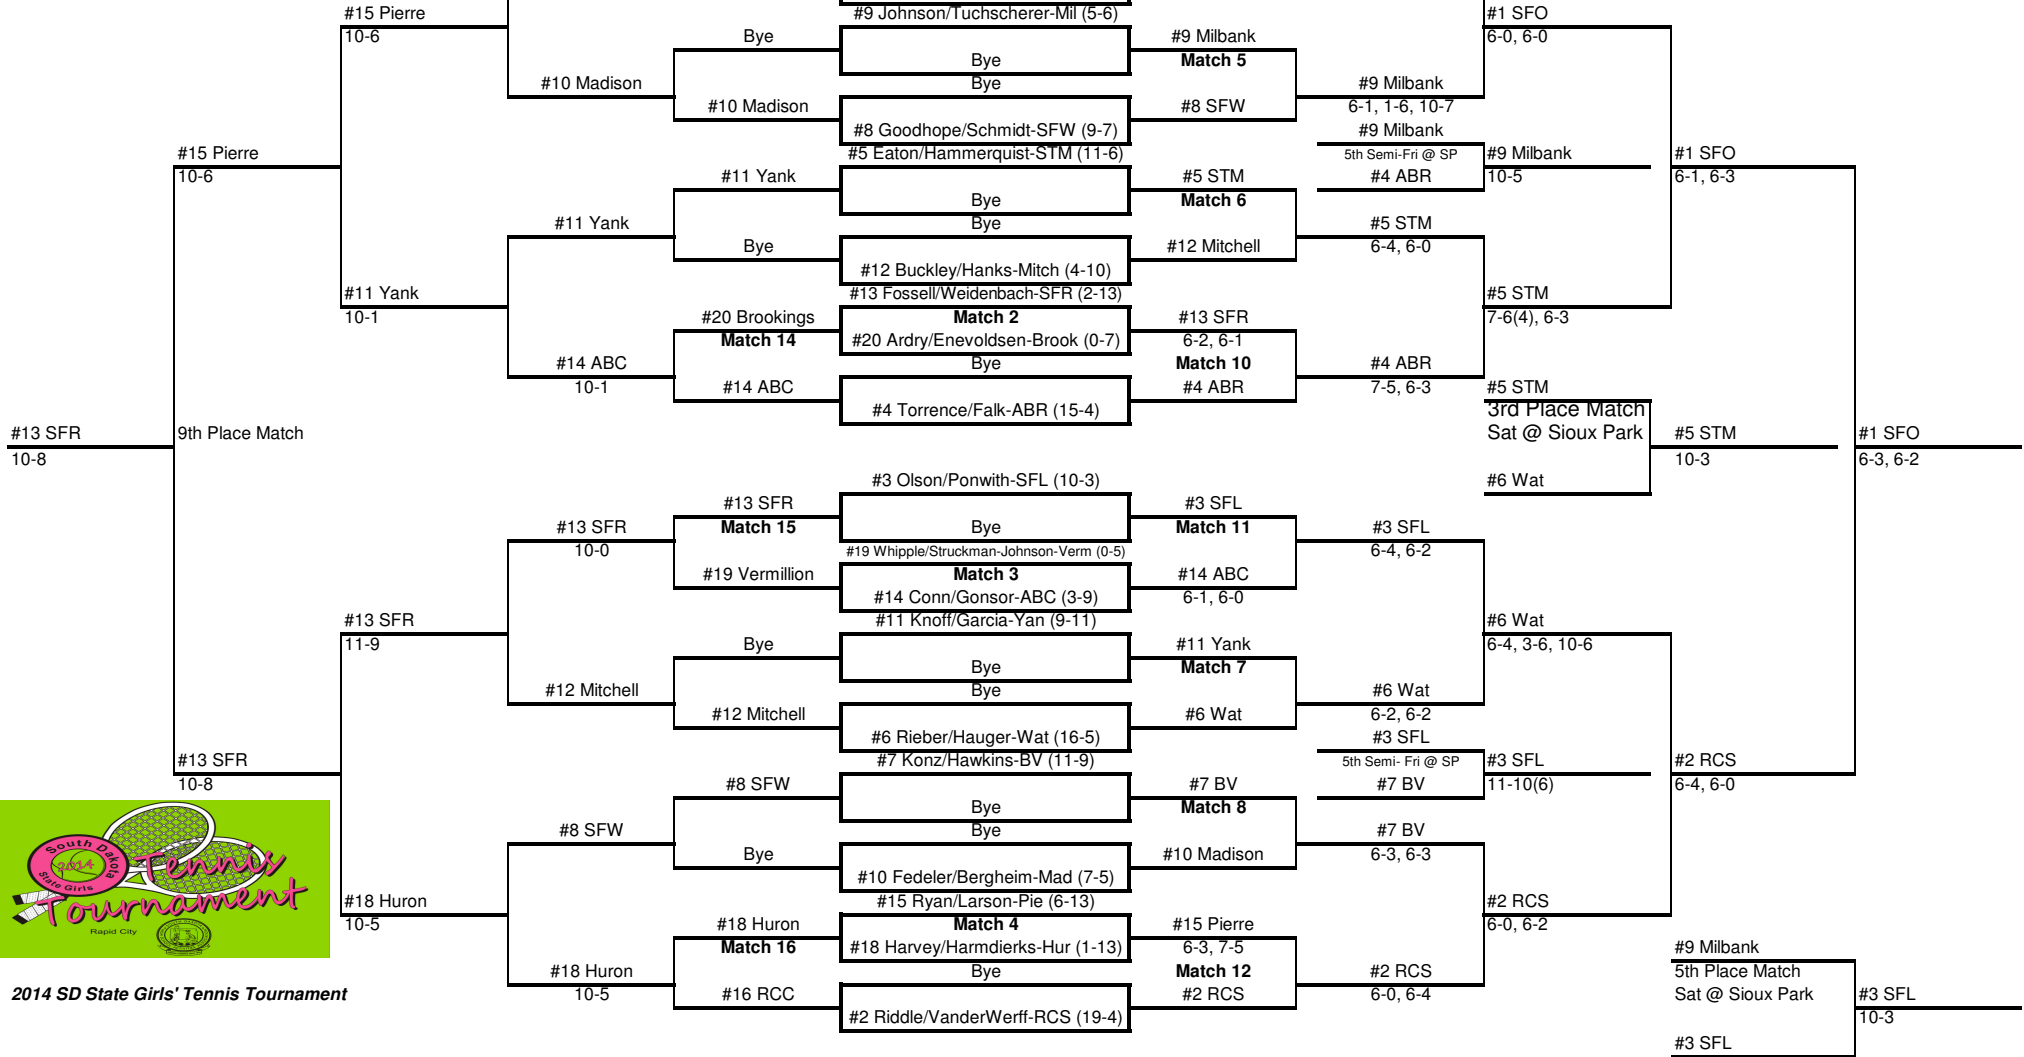 #15 Pierre
#9 Johnson/Tuchscherer-Mil (5-6)
#1 SFO
10-6
Bye
#9 Milbank
6-0, 6-0
Bye
Match 5
#10 Madison
Bye
#9 Milbank
#10 Madison
#8 SFW
6-1, 1-6, 10-7
#8 Goodhope/Schmidt-SFW (9-7)
#9 Milbank
#15 Pierre
#5 Eaton/Hammerquist-STM (11-6)
5th Semi-Fri @ SP
#9 Milbank
#1 SFO
10-6
#11 Yank
#5 STM
#4 ABR
10-5
6-1, 6-3
Bye
Match 6
#11 Yank
Bye
#5 STM
Bye
#12 Mitchell
6-4, 6-0
#12 Buckley/Hanks-Mitch (4-10)
#11 Yank
#13 Fossell/Weidenbach-SFR (2-13)
#5 STM
10-1
#20 Brookings
Match 2
#13 SFR
7-6(4), 6-3
Match 14
#20 Ardry/Enevoldsen-Brook (0-7)
6-2, 6-1
#14 ABC
Bye
Match 10
#4 ABR
10-1
#14 ABC
#4 ABR
7-5, 6-3
#5 STM
#4 Torrence/Falk-ABR (15-4)
3rd Place Match
#13 SFR
9th Place Match
Sat @ Sioux Park
#5 STM
#1 SFO
10-8
10-3
6-3, 6-2
#3 Olson/Ponwith-SFL (10-3)
#6 Wat
#13 SFR
#3 SFL
#13 SFR
Match 15
Bye
Match 11
#3 SFL
10-0
#19 Whipple/Struckman-Johnson-Verm (0-5)
6-4, 6-2
#19 Vermillion
Match 3
#14 ABC
#14 Conn/Gonsor-ABC (3-9)
6-1, 6-0
#13 SFR
#11 Knoff/Garcia-Yan (9-11)
#6 Wat
11-9
Bye
#11 Yank
6-4, 3-6, 10-6
Bye
Match 7
#12 Mitchell
Bye
#6 Wat
#12 Mitchell
#6 Wat
6-2, 6-2
#6 Rieber/Hauger-Wat (16-5)
#3 SFL
#13 SFR
#7 Konz/Hawkins-BV (11-9)
5th Semi- Fri @ SP
#3 SFL
#2 RCS
10-8
#8 SFW
#7 BV
#7 BV
11-10(6)
6-4, 6-0
Bye
Match 8
#8 SFW
Bye
#7 BV
Bye
#10 Madison
6-3, 6-3
#10 Fedeler/Bergheim-Mad (7-5)
South Dakota
2014
State Girls
Tennis
Tournament
Rapid City
#18 Huron
#15 Ryan/Larson-Pie (6-13)
#2 RCS
10-5
#18 Huron
Match 4
#15 Pierre
6-0, 6-2
Match 16
#18 Harvey/Harmdierks-Hur (1-13)
6-3, 7-5
#9 Milbank
#18 Huron
Bye
Match 12
#2 RCS
5th Place Match
2014 SD State Girls' Tennis Tournament
10-5
#16 RCC
#2 RCS
6-0, 6-4
Sat @ Sioux Park
#3 SFL
#2 Riddle/VanderWerff-RCS (19-4)
10-3
#3 SFL